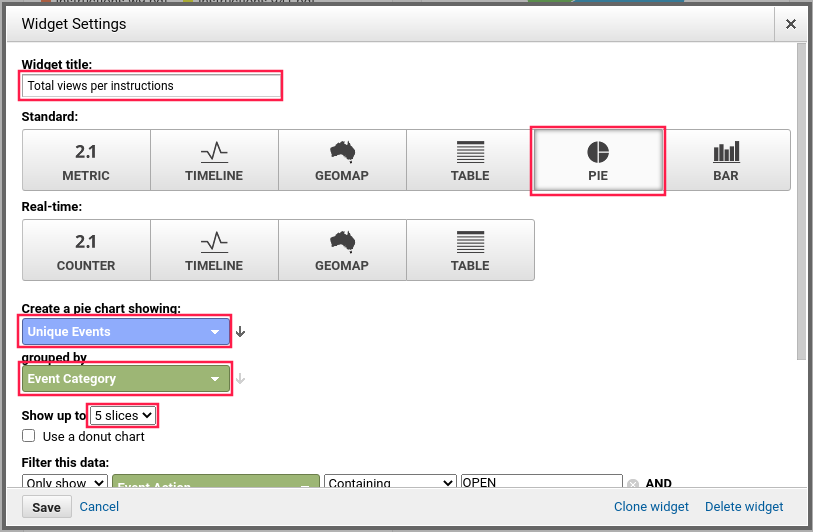 Widget Settings
Widget title:
Total views per instructions
Standard:
2.1 METRIC
TIMELINE
GEOMAP
TABLE
PIE
BAR
Real-time:
2.1 COUNTER
TIMELINE
GEOMAP
TABLE
Create a pie chart showing:
Unique Events
grouped by
Event Category
Show up to 5 slices
Use a donut chart
Filter this data:
Only show Event Action Containing OPEN AND
Save Cancel Clone widget Delete widget